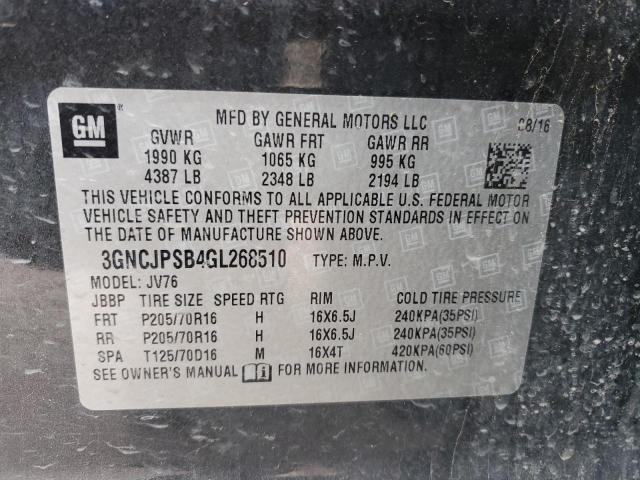 GM ®
MFD BY GENERAL MOTORS LLC 08/16
GVWR GAWR FRT GAWR RR
1990 KG 1065 KG 995 KG
4387 LB 2348 LB 2194 LB
THIS VEHICLE CONFORMS TO ALL APPLICABLE U.S. FEDERAL MOTOR
VEHICLE SAFETY AND THEFT PREVENTION STANDARDS IN EFFECT ON
THE DATE OF MANUFACTURE SHOWN ABOVE.
3GNCJPSB4GL268510 TYPE: M.P.V.
MODEL: JV76
JBBP TIRE SIZE SPEED RTG RIM COLD TIRE PRESSURE
FRT P205/70R16 H 16X6.5J 240KPA(35PSI)
RR P205/70R16 H 16X6.5J 240KPA(35PSI)
SPA T125/70D16 M 16X4T 420KPA(60PSI)
SEE OWNER'S MANUAL FOR MORE INFORMATION.